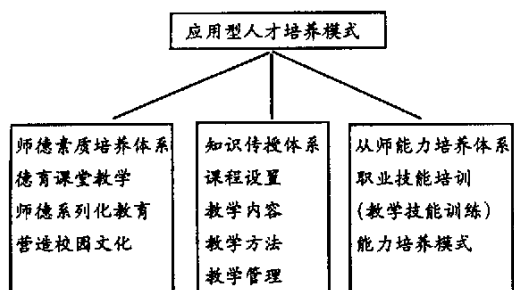 应用型人才培养模式
师德素质培养体系
德育课堂教学
师德系列化教育
营造校园文化
知识传授体系
课程设置
教学内容
教学方法
教学管理
从师能力培养体系
职业技能培训
(教学技能训练)
能力培养模式